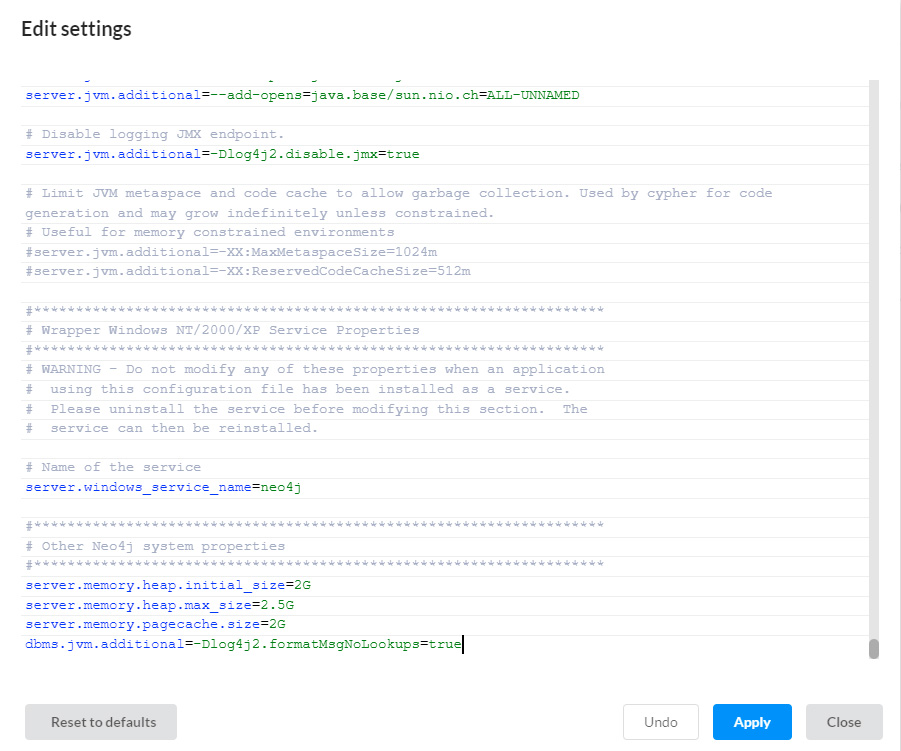 Edit settings
server.jvm.additional=--add-opens=java.base/sun.nio.ch=ALL-UNNAMED
# Disable logging JMX endpoint.
server.jvm.additional=-Dlog4j2.disable.jmx=true
# Limit JVM metaspace and code cache to allow garbage collection. Used by cypher for code
generation and may grow indefinitely unless constrained.
# Useful for memory constrained environments
#server.jvm.additional=-XX:MaxMetaspaceSize=1024m
#server.jvm.additional=-XX:ReservedCodeCacheSize=512m
#********************************************************************
# Wrapper Windows NT/2000/XP Service Properties
#********************************************************************
# WARNING - Do not modify any of these properties when an application
#  using this configuration file has been installed as a service.
#  Please uninstall the service before modifying this section.  The
#  service can then be reinstalled.
# Name of the service
server.windows_service_name=neo4j
#********************************************************************
# Other Neo4j system properties
#********************************************************************
server.memory.heap.initial_size=2G
server.memory.heap.max_size=2.5G
server.memory.pagecache.size=2G
dbms.jvm.additional=-Dlog4j2.formatMsgNoLookups=true
Reset to defaults
Undo
Apply
Close